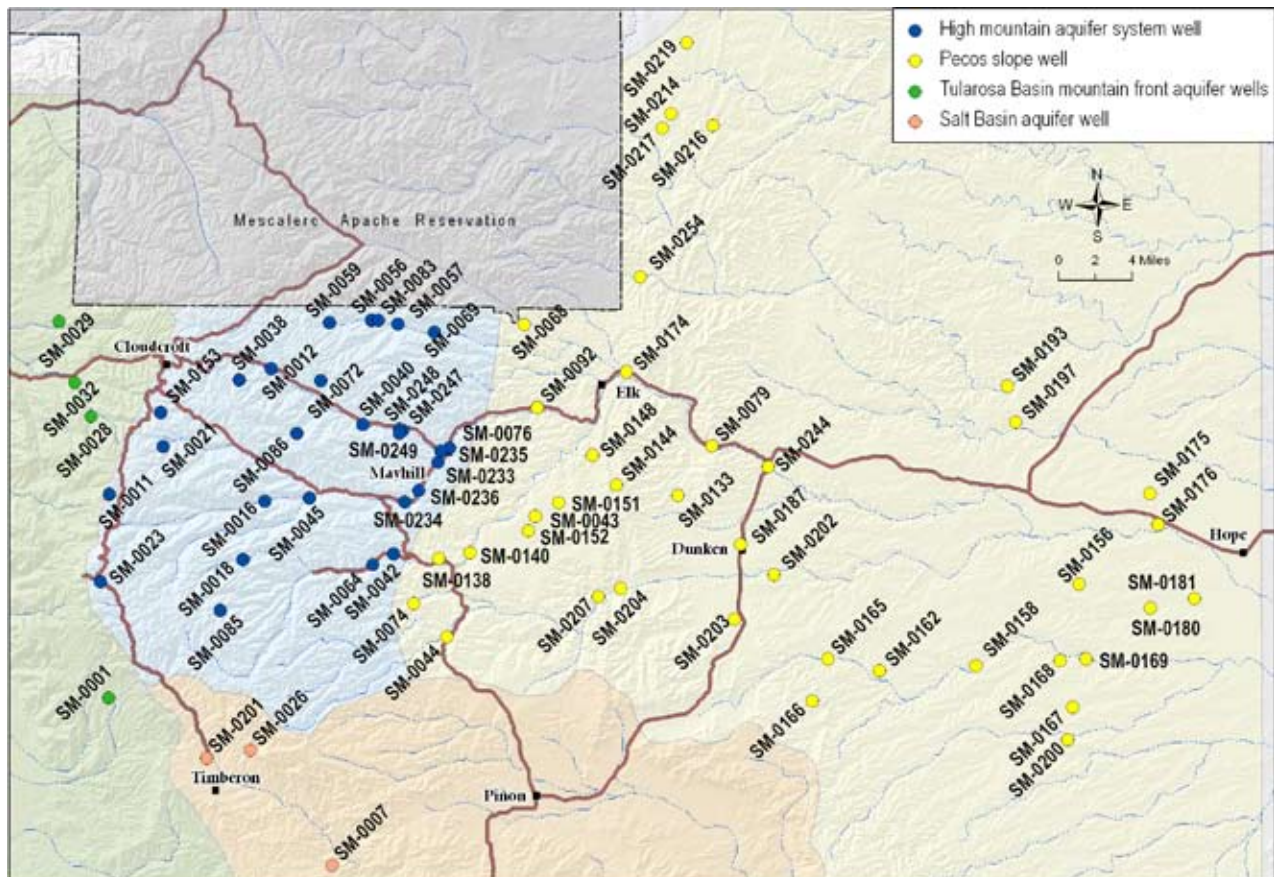 High mountain aquifer system well
Pecos slope well
Tularosa Basin mountain front aquifer wells
Salt Basin aquifer well
N
W E
S
0 2 4 Miles
Mescalero Apache Reservation
SM-0219
SM-0214
SM-0217
SM-0216
SM-0254
SM-0059
SM-0056
SM-0083
SM-0057
SM-0069
SM-0068
SM-0029
Cloudcroft
SM-0153
SM-0038
SM-0012
SM-0072
SM-0040
SM-0248
SM-0247
SM-0092
SM-0174
Elk
SM-0193
SM-0197
SM-0032
SM-0028
SM-0021
SM-0086
SM-0249
Mayhill
SM-0076
SM-0235
SM-0233
SM-0236
SM-0234
SM-0148
SM-0144
SM-0079
SM-0244
SM-0133
SM-0151
SM-0043
SM-0152
SM-0175
SM-0176
Hope
SM-0011
SM-0016
SM-0045
SM-0023
SM-0018
SM-0085
SM-0064
SM-0042
SM-0140
SM-0138
SM-0187
Dunken
SM-0202
SM-0156
SM-0181
SM-0180
SM-0074
SM-0044
SM-0207
SM-0204
SM-0203
SM-0165
SM-0162
SM-0158
SM-0168
SM-0169
SM-0166
SM-0167
SM-0200
SM-0001
SM-0201
SM-0026
Timberon
Piñon
SM-0007